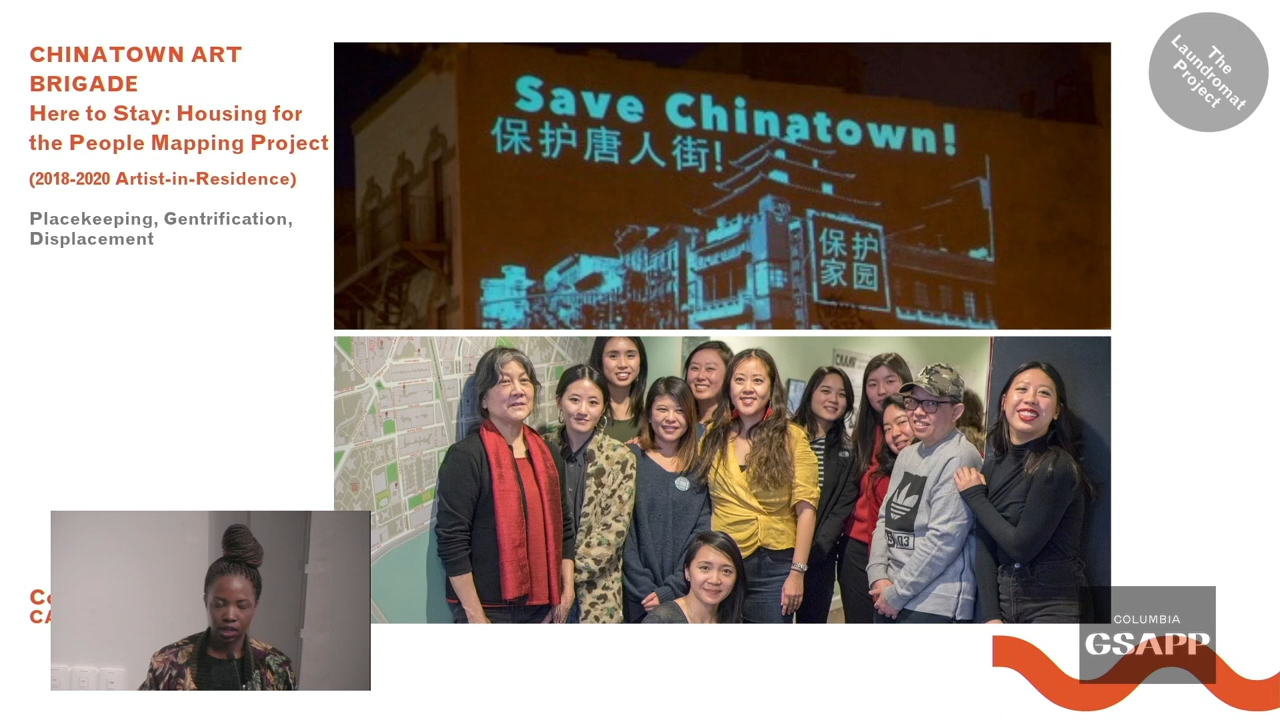 CHINATOWN ART
BRIGADE
Here to Stay: Housing for
the People Mapping Project
(2018-2020 Artist-in-Residence)
Placekeeping, Gentrification,
Displacement
Save Chinatown!
保护唐人街!
保护
家园
The
Laundromat
Project
COLUMBIA
GSAPP